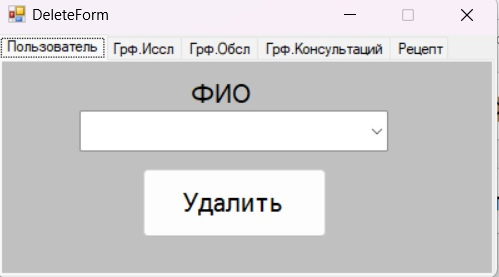 DeleteForm
Пользователь Грф.Иссл Грф.Обсл Грф.Консультаций Рецепт
ФИО
Удалить